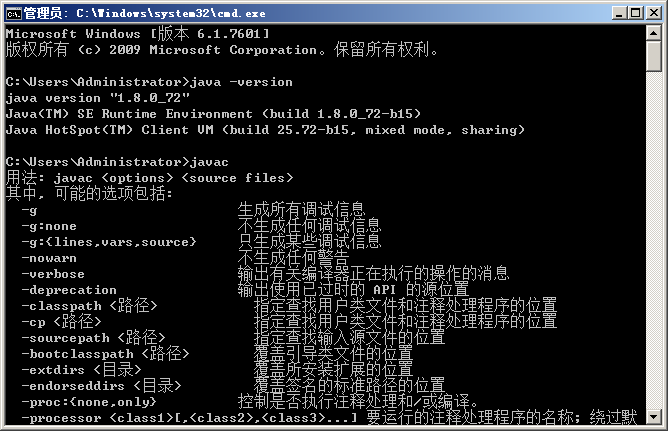 管理员: C:\Windows\system32\cmd.exe
Microsoft Windows [版本 6.1.7601]
版权所有 (c) 2009 Microsoft Corporation。保留所有权利。
C:\Users\Administrator>java -version
java version "1.8.0_72"
Java(TM) SE Runtime Environment (build 1.8.0_72-b15)
Java HotSpot(TM) Client VM (build 25.72-b15, mixed mode, sharing)
C:\Users\Administrator>javac
用法: javac <options> <source files>
其中, 可能的选项包括:
-g 生成所有调试信息
-g:none 不生成任何调试信息
-g:{lines,vars,source} 只生成某些调试信息
-nowarn 不生成任何警告
-verbose 输出有关编译器正在执行的操作的消息
-deprecation 输出使用已过时的 API 的源位置
-classpath <路径> 指定查找用户类文件和注释处理程序的位置
-cp <路径> 指定查找用户类文件和注释处理程序的位置
-sourcepath <路径> 指定查找输入源文件的位置
-bootclasspath <路径> 覆盖引导类文件的位置
-extdirs <目录> 覆盖所安装扩展的位置
-endorseddirs <目录> 覆盖签名的标准路径的位置
-proc:{none,only} 控制是否执行注释处理和/或编译。
-processor <class1>[,<class2>,<class3>...] 要运行的注释处理程序的名称; 绕过默